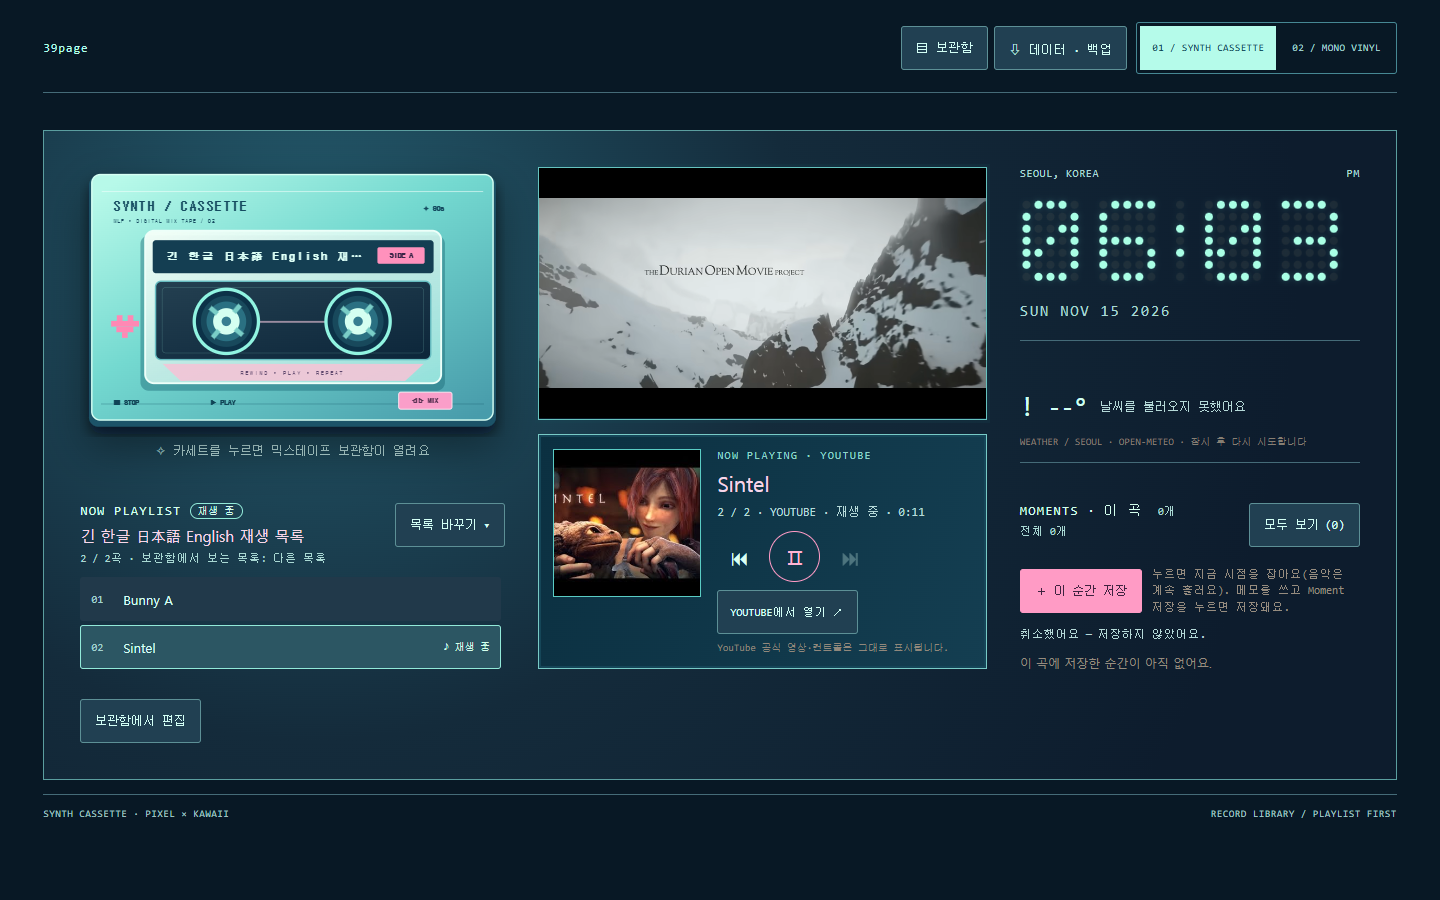 39page
보관함
데이터 · 백업
01 / SYNTH CASSETTE
02 / MONO VINYL
SYNTH / CASSETTE
✦ 80s
긴 한글 日本語 English 재…
SIDE A
REWIND • PLAY • REPEAT
■ STOP
▶ PLAY
MIX
✧ 카세트를 누르면 믹스테이프 보관함이 열려요
NOW PLAYLIST 재생 중
긴 한글 日本語 English 재생 목록
2 / 2곡 · 보관함에서 보는 목록: 다른 목록
목록 바꾸기 ▾
01 Bunny A
02 Sintel ♪ 재생 중
보관함에서 편집
THE DURIAN OPEN MOVIE PROJECT
INTEL
NOW PLAYING · YOUTUBE
Sintel
2 / 2 · YOUTUBE · 재생 중 · 0:11
YOUTUBE에서 열기 ↗
YouTube 공식 영상·컨트롤은 그대로 표시됩니다.
SEOUL, KOREA
PM
06:03
SUN NOV 15 2026
! --° 날씨를 불러오지 못했어요
WEATHER / SEOUL · OPEN-METEO · 잠시 후 다시 시도합니다
MOMENTS · 이 곡 0개
전체 0개
모두 보기 (0)
+ 이 순간 저장
누르면 지금 시점을 잡아요(음악은
계속 흘러요). 메모를 쓰고 Moment
저장을 누르면 저장돼요.
취소했어요 — 저장하지 않았어요.
이 곡에 저장한 순간이 아직 없어요.
SYNTH CASSETTE · PIXEL × KAWAII
RECORD LIBRARY / PLAYLIST FIRST